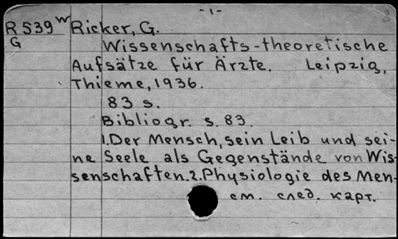 -1-
R539w Ricker, G.
G
Wissenschafts-theoretische
Aufsätze für Ärzte. Leipzig,
Thieme, 1936.
83 s.
Bibliogr. s. 83
1.Der Mensch, sein Leib und sei-
ne Seele als Gegenstände von Wis-
senschaften.2.Physiologie des Men-
см. след. карт.